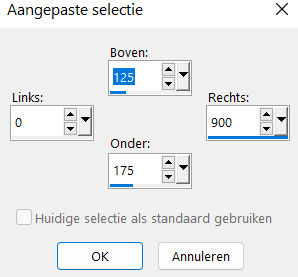 Aangepaste selectie
Boven:
125
Links:
0
Rechts:
900
Onder:
175
Huidige selectie als standaard gebruiken
OK
Annuleren